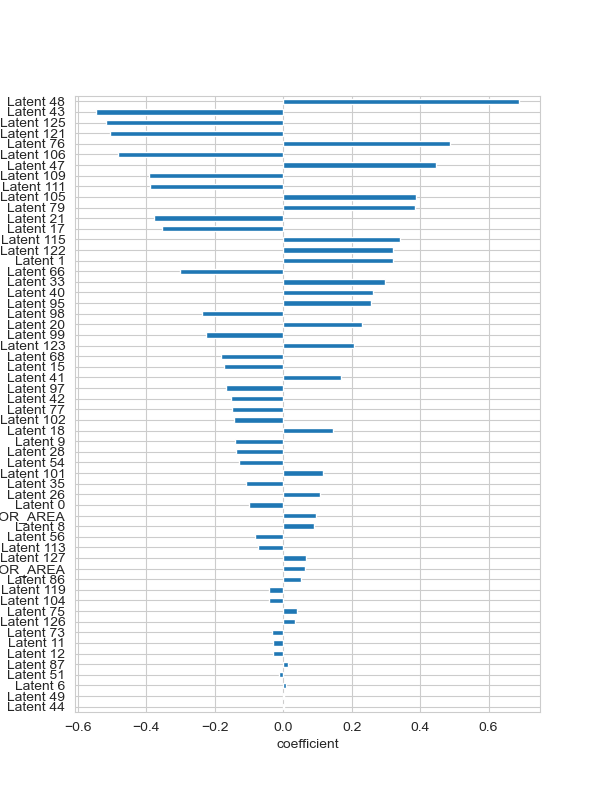 Latent 48
Latent 43
Latent 125
Latent 121
Latent 76
Latent 106
Latent 47
Latent 109
Latent 111
Latent 105
Latent 79
Latent 21
Latent 17
Latent 115
Latent 122
Latent 1
Latent 66
Latent 33
Latent 40
Latent 95
Latent 98
Latent 20
Latent 99
Latent 123
Latent 68
Latent 15
Latent 41
Latent 97
Latent 42
Latent 77
Latent 102
Latent 18
Latent 9
Latent 28
Latent 54
Latent 101
Latent 35
Latent 26
Latent 0
OR_AREA
Latent 8
Latent 56
Latent 113
Latent 127
OR_AREA
Latent 86
Latent 119
Latent 104
Latent 75
Latent 126
Latent 73
Latent 11
Latent 12
Latent 87
Latent 51
Latent 6
Latent 49
Latent 44
−0.6 −0.4 −0.2 0.0 0.2 0.4 0.6
coefficient